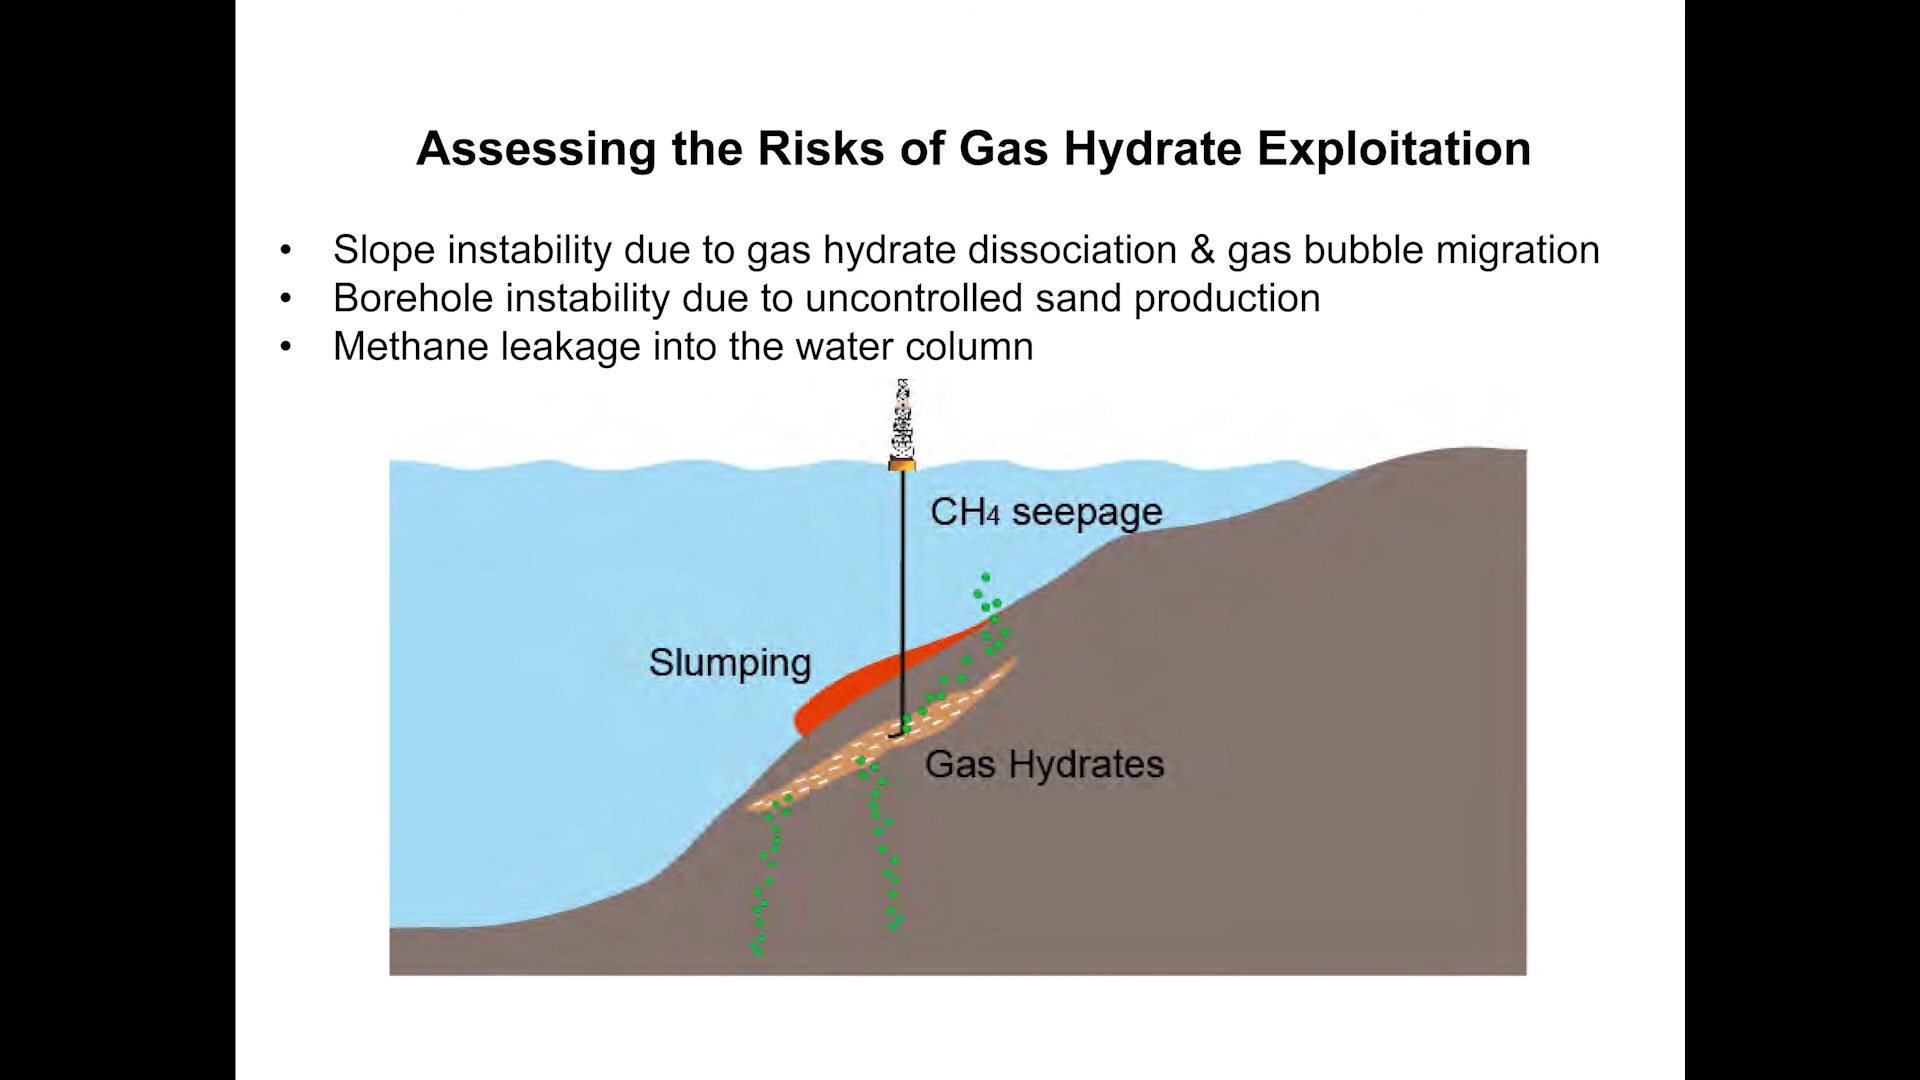 Assessing the Risks of Gas Hydrate Exploitation
• Slope instability due to gas hydrate dissociation & gas bubble migration
• Borehole instability due to uncontrolled sand production
• Methane leakage into the water column
CH4 seepage
Slumping
Gas Hydrates